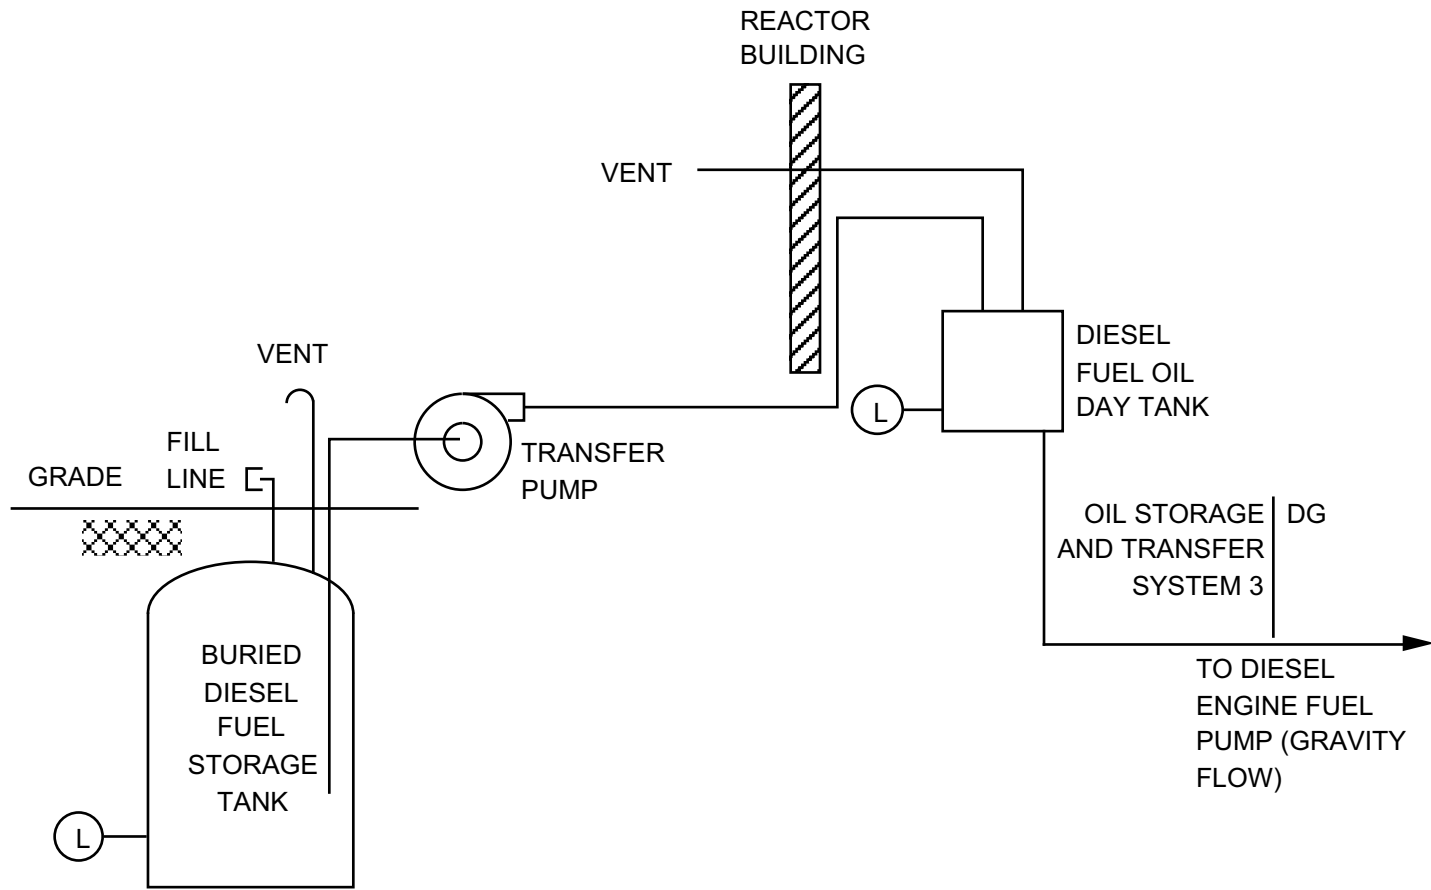 REACTOR
BUILDING
VENT
DIESEL
FUEL OIL
DAY TANK
L
VENT
FILL
LINE
GRADE
TRANSFER
PUMP
OIL STORAGE
AND TRANSFER
SYSTEM 3
DG
BURIED
DIESEL
FUEL
STORAGE
TANK
L
TO DIESEL
ENGINE FUEL
PUMP (GRAVITY
FLOW)